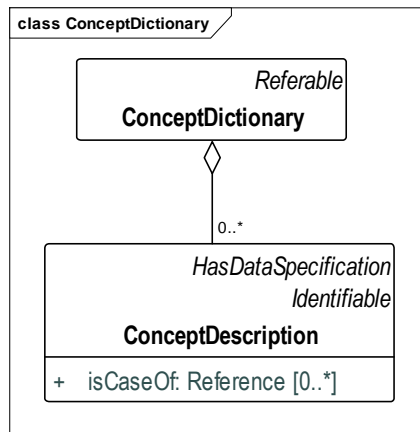 class ConceptDictionary
Referable
ConceptDictionary
0..*
HasDataSpecification
Identifiable
ConceptDescription
+ isCaseOf: Reference [0..*]